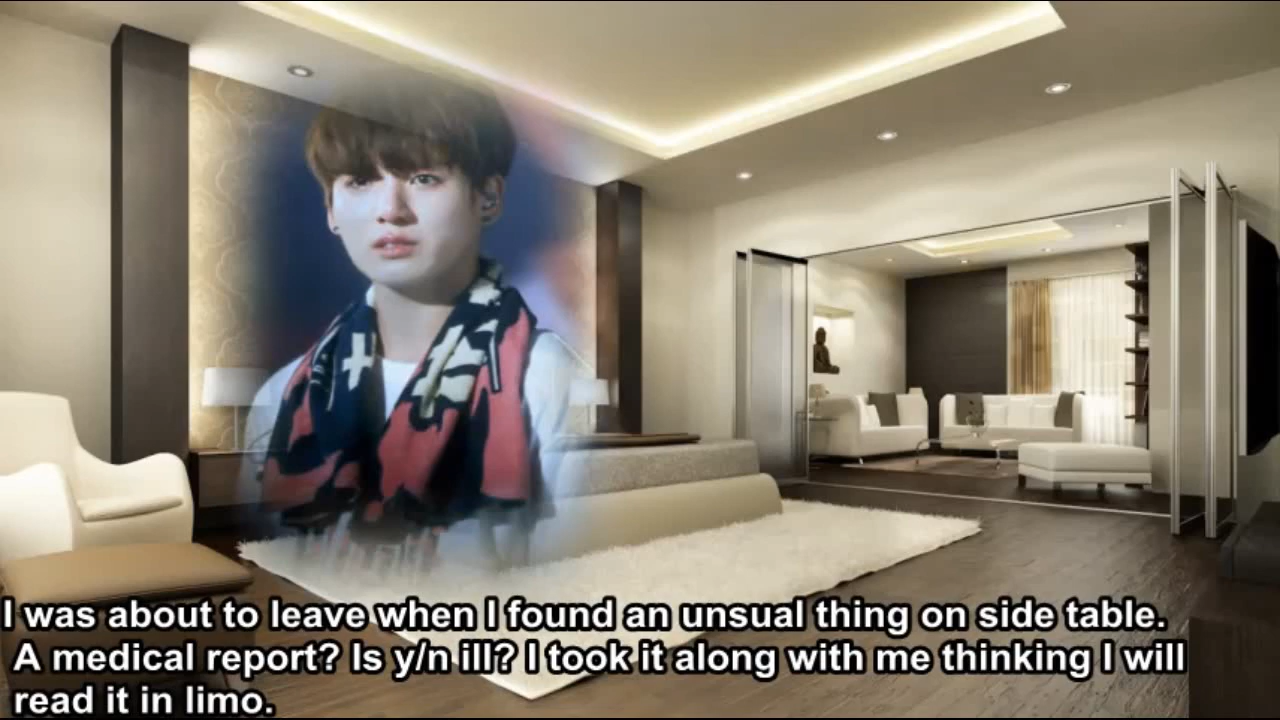 I was about to leave when I found an unsual thing on side table.
A medical report? Is y/n ill? I took it along with me thinking I will
read it in limo.